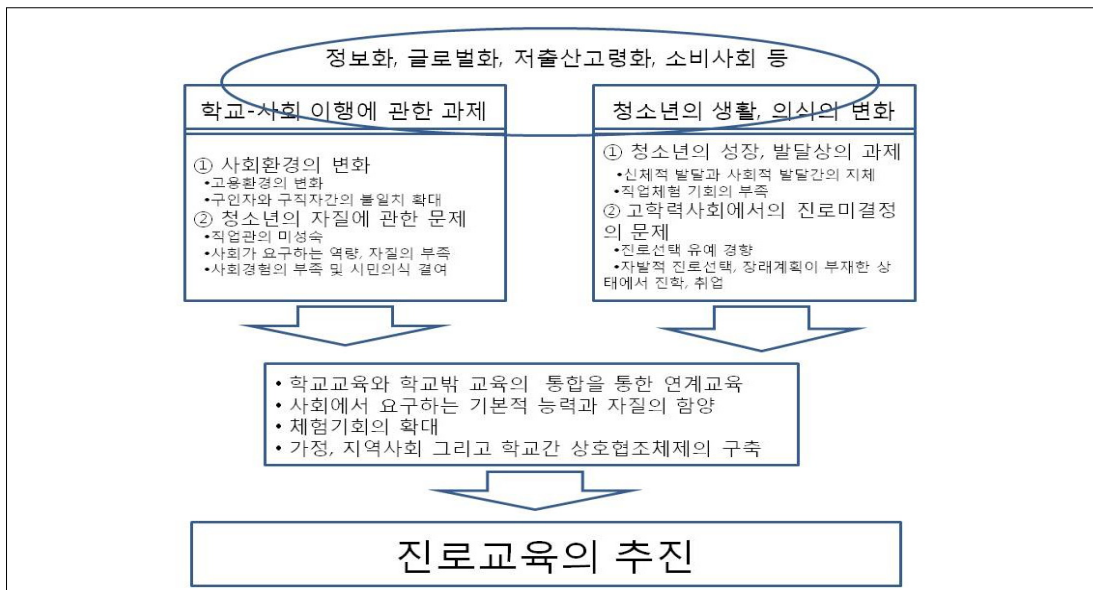 정보화, 글로벌화, 저출산고령화, 소비사회 등
학교-사회 이행에 관한 과제
① 사회환경의 변화
•고용환경의 변화
•구인자와 구직자간의 불일치 확대
② 청소년의 자질에 관한 문제
•직업관의 미성숙
•사회가 요구하는 역량, 자질의 부족
•사회경험의 부족 및 시민의식 결여
청소년의 생활, 의식의 변화
① 청소년의 성장, 발달상의 과제
•신체적 발달과 사회적 발달간의 지체
•직업체험 기회의 부족
② 고학력사회에서의 진로미결정
의 문제
•진로선택 유예 경향
•자발적 진로선택, 장래계획이 부재한 상
태에서 진학, 취업
• 학교교육와 학교밖 교육의 통합을 통한 연계교육
• 사회에서 요구하는 기본적 능력과 자질의 함양
• 체험기회의 확대
• 가정, 지역사회 그리고 학교간 상호협조체제의 구축
진로교육의 추진